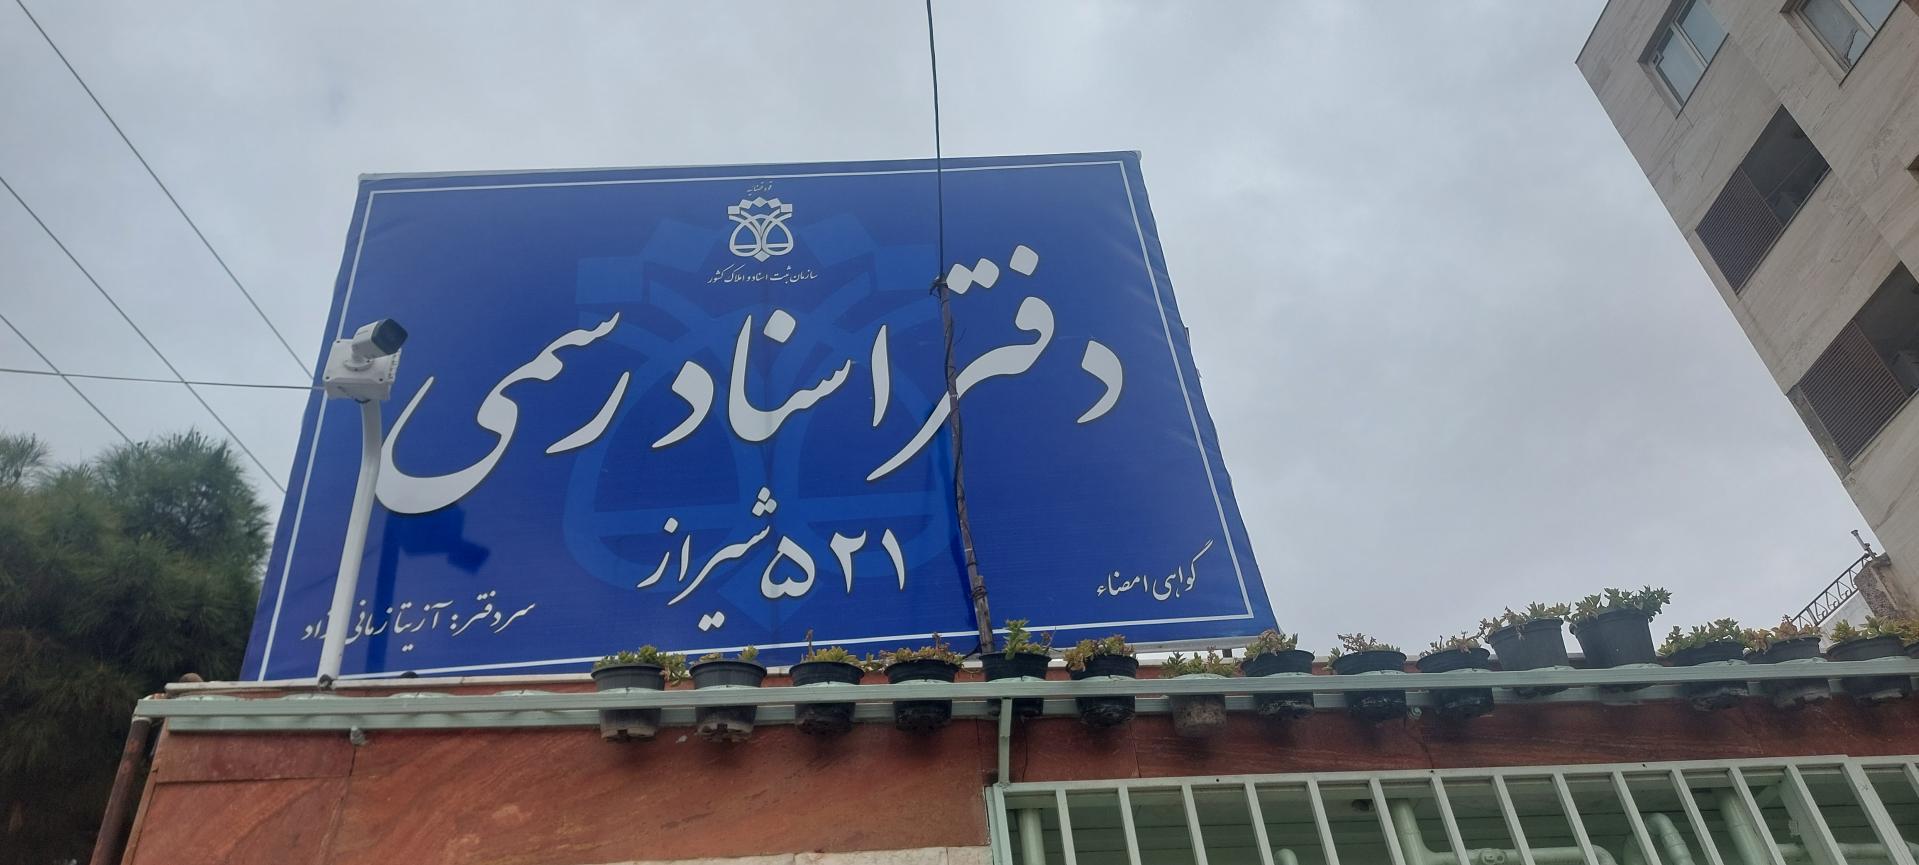 قوه قضاییه
سازمان ثبت اسناد و املاک کشور
دفتر اسناد رسمی
۵۲۱ شیراز
گواهی امضاء
سردفتر: آزیتا زمانی